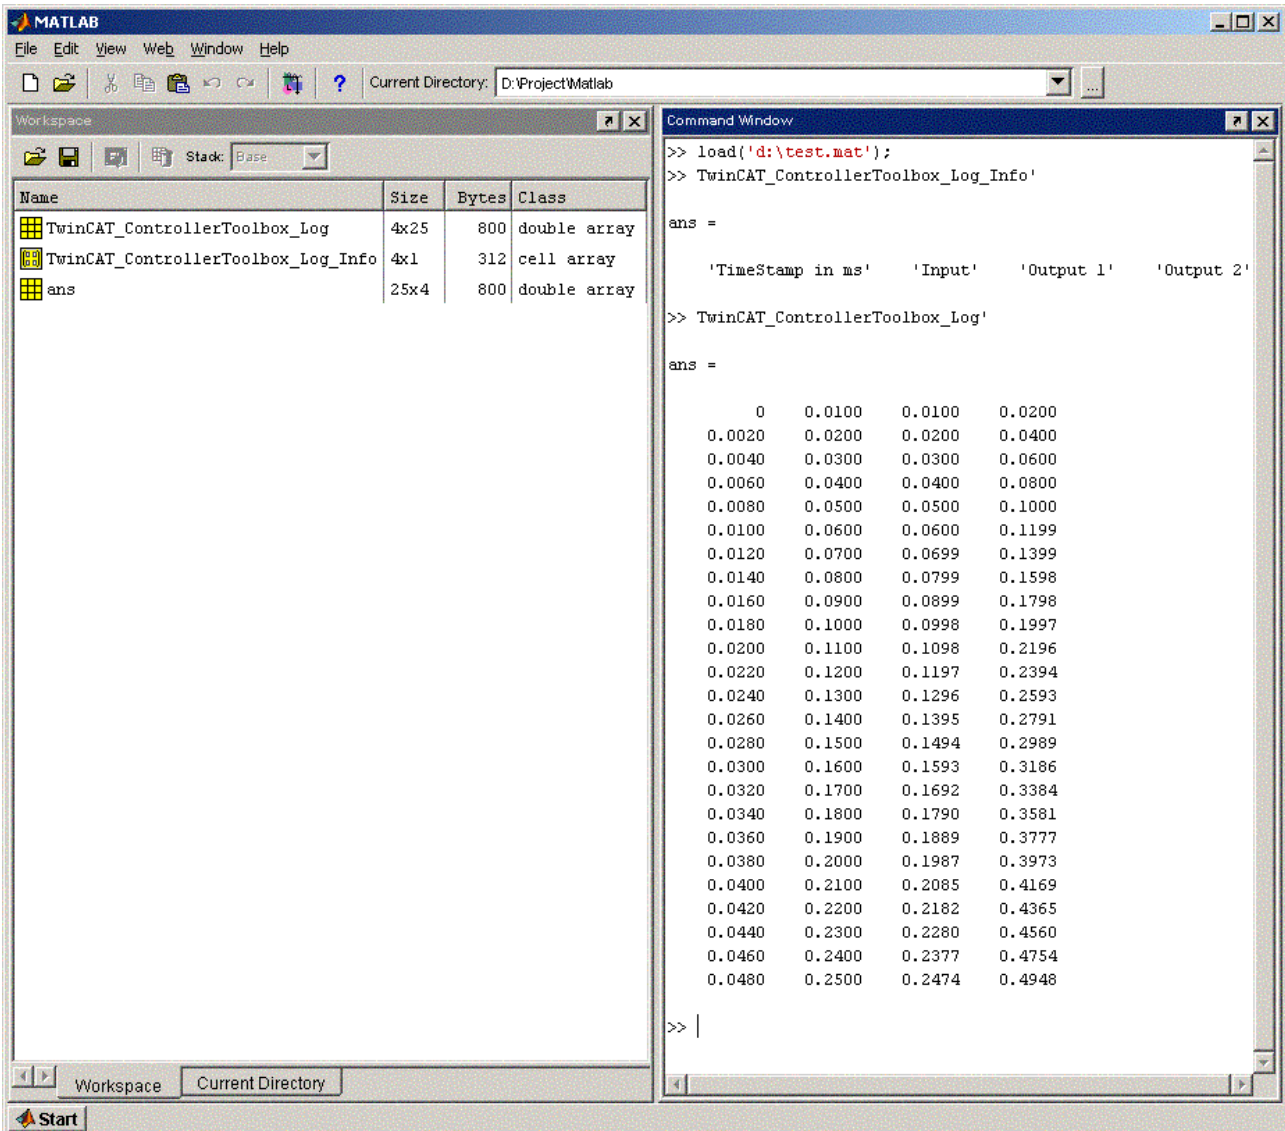 MATLAB
File Edit View Web Window Help
? Current Directory: D:\Project\Matlab ...
Workspace
Stack: Base
Name Size Bytes Class
TwinCAT_ControllerToolbox_Log 4x25 800 double array
TwinCAT_ControllerToolbox_Log_Info 4x1 312 cell array
ans 25x4 800 double array
Workspace Current Directory
Command Window
>> load('d:\test.mat');
>> TwinCAT_ControllerToolbox_Log_Info'
ans =
'TimeStamp in ms' 'Input' 'Output 1' 'Output 2'
>> TwinCAT_ControllerToolbox_Log'
ans =
0 0.0100 0.0100 0.0200
0.0020 0.0200 0.0200 0.0400
0.0040 0.0300 0.0300 0.0600
0.0060 0.0400 0.0400 0.0800
0.0080 0.0500 0.0500 0.1000
0.0100 0.0600 0.0600 0.1199
0.0120 0.0700 0.0699 0.1399
0.0140 0.0800 0.0799 0.1598
0.0160 0.0900 0.0899 0.1798
0.0180 0.1000 0.0998 0.1997
0.0200 0.1100 0.1098 0.2196
0.0220 0.1200 0.1197 0.2394
0.0240 0.1300 0.1296 0.2593
0.0260 0.1400 0.1395 0.2791
0.0280 0.1500 0.1494 0.2989
0.0300 0.1600 0.1593 0.3186
0.0320 0.1700 0.1692 0.3384
0.0340 0.1800 0.1790 0.3581
0.0360 0.1900 0.1889 0.3777
0.0380 0.2000 0.1987 0.3973
0.0400 0.2100 0.2085 0.4169
0.0420 0.2200 0.2182 0.4365
0.0440 0.2300 0.2280 0.4560
0.0460 0.2400 0.2377 0.4754
0.0480 0.2500 0.2474 0.4948
>>
Start